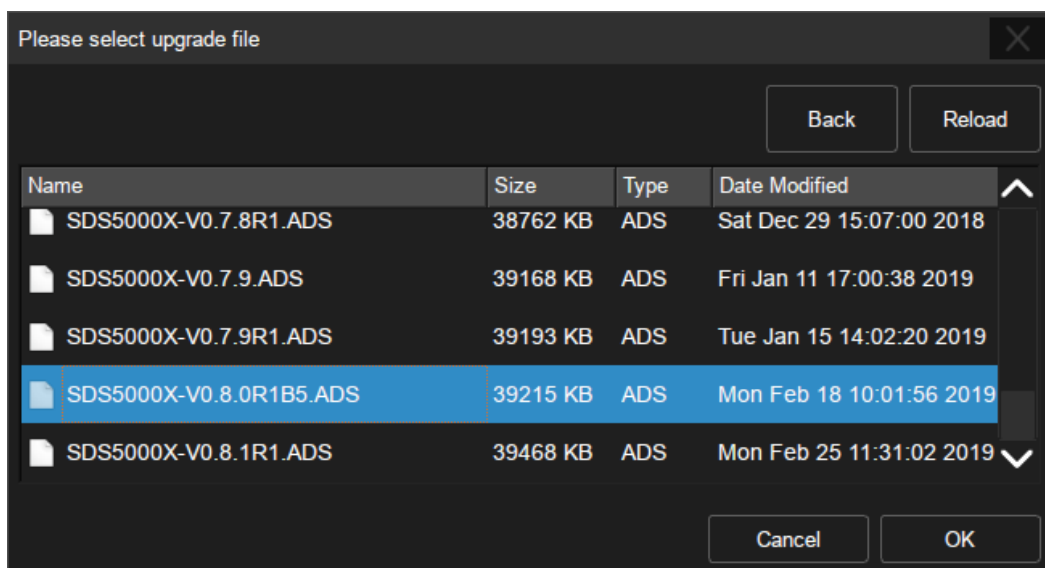 Please select upgrade file
Back Reload
Name Size Type Date Modified
SDS5000X-V0.7.8R1.ADS 38762 KB ADS Sat Dec 29 15:07:00 2018
SDS5000X-V0.7.9.ADS 39168 KB ADS Fri Jan 11 17:00:38 2019
SDS5000X-V0.7.9R1.ADS 39193 KB ADS Tue Jan 15 14:02:20 2019
SDS5000X-V0.8.0R1B5.ADS 39215 KB ADS Mon Feb 18 10:01:56 2019
SDS5000X-V0.8.1R1.ADS 39468 KB ADS Mon Feb 25 11:31:02 2019
Cancel OK